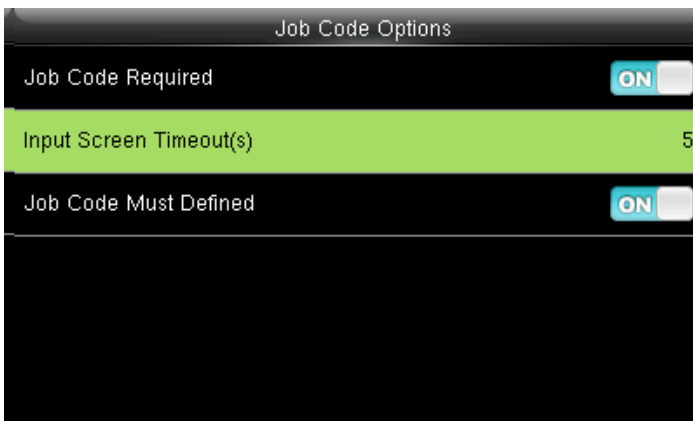 Job Code Options
Job Code Required ON
Input Screen Timeout(s) 5
Job Code Must Defined ON